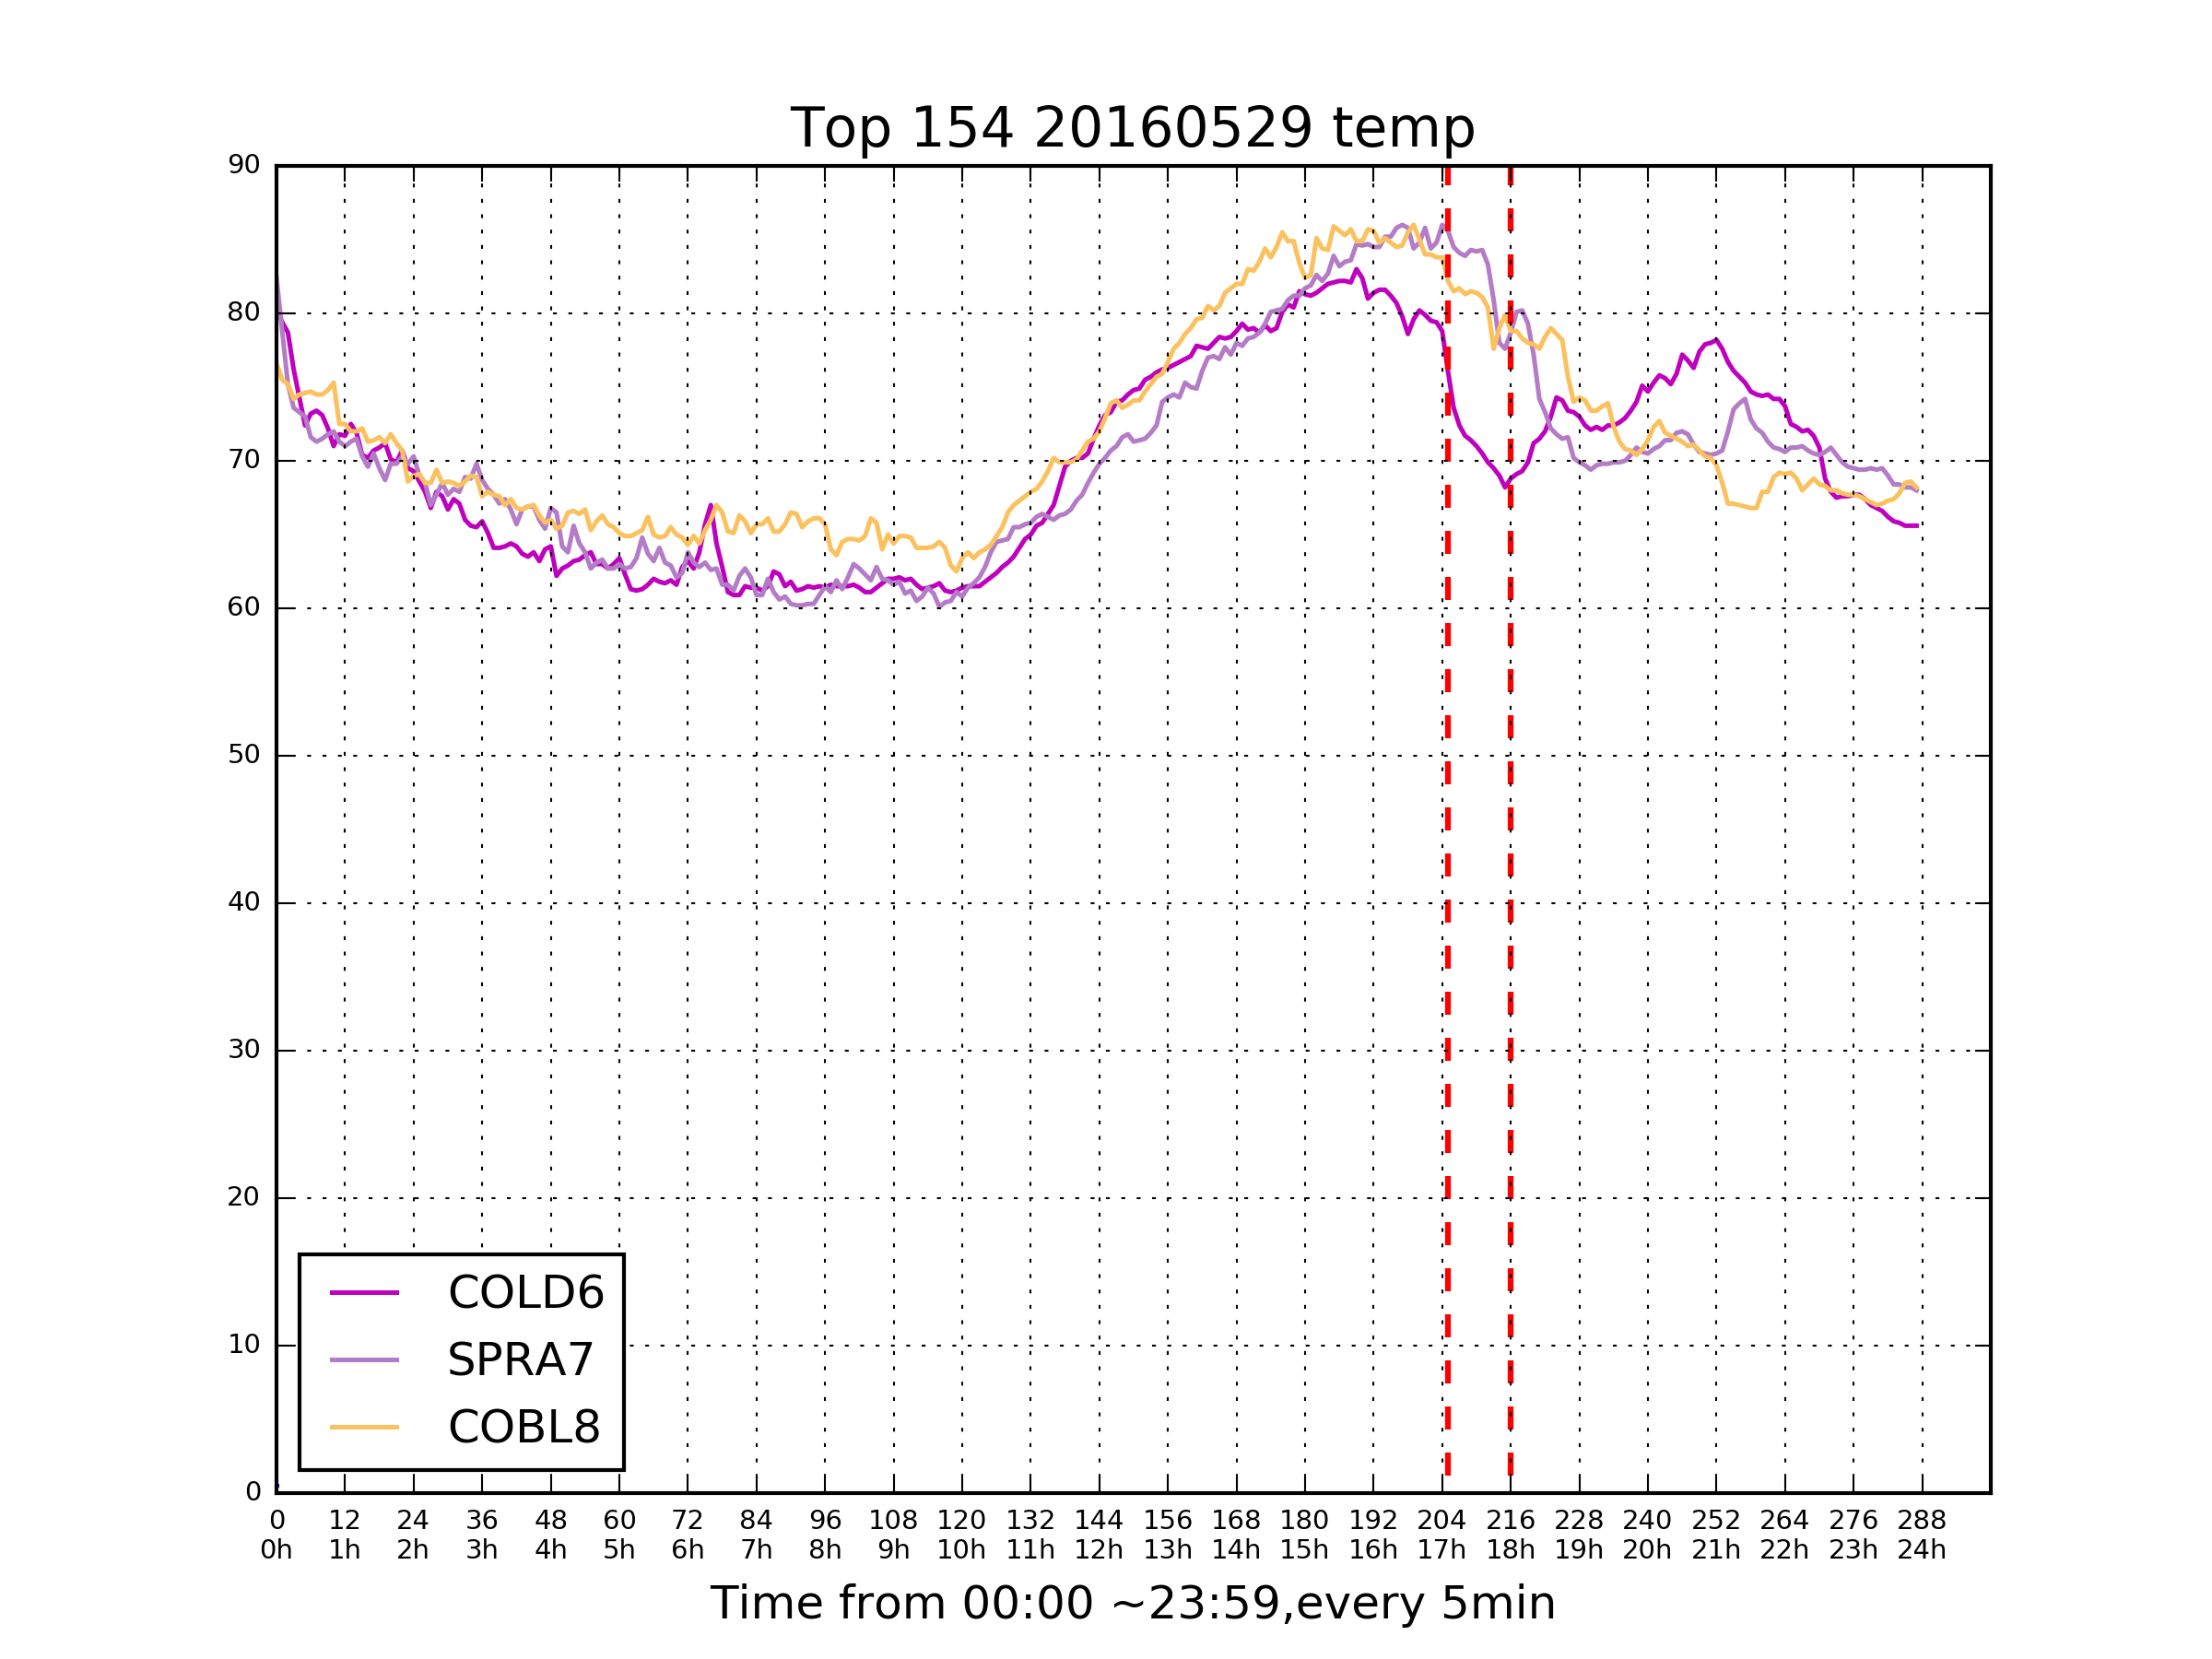 Top 154 20160529 temp
90
80
70
60
50
40
30
20
10
0
COLD6
SPRA7
COBL8
0 12 24 36 48 60 72 84 96 108 120 132 144 156 168 180 192 204 216 228 240 252 264 276 288
0h 1h 2h 3h 4h 5h 6h 7h 8h 9h 10h 11h 12h 13h 14h 15h 16h 17h 18h 19h 20h 21h 22h 23h 24h
Time from 00:00 ~23:59,every 5min